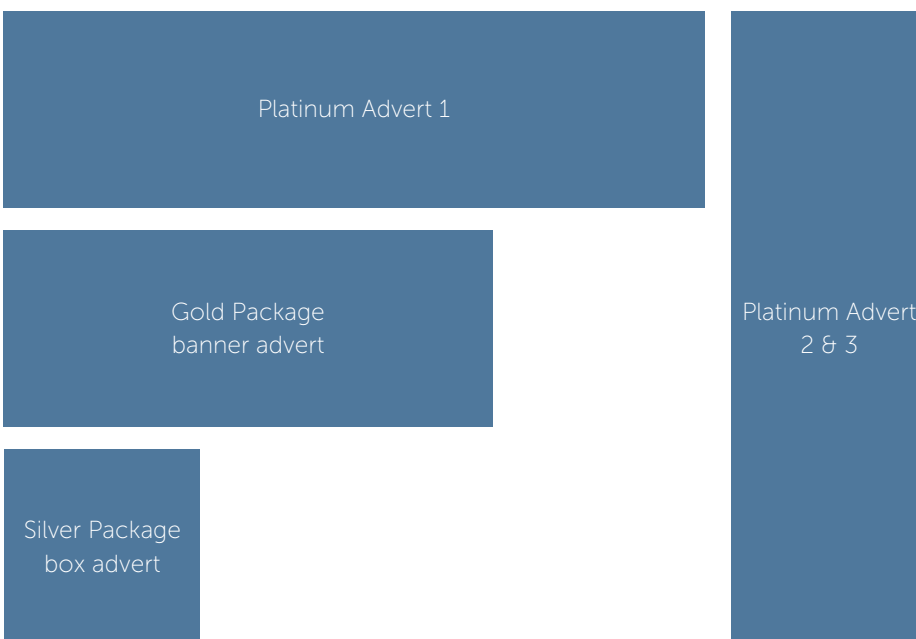 Platinum Advert 1
Gold Package
banner advert
Platinum Advert
2 & 3
Silver Package
box advert